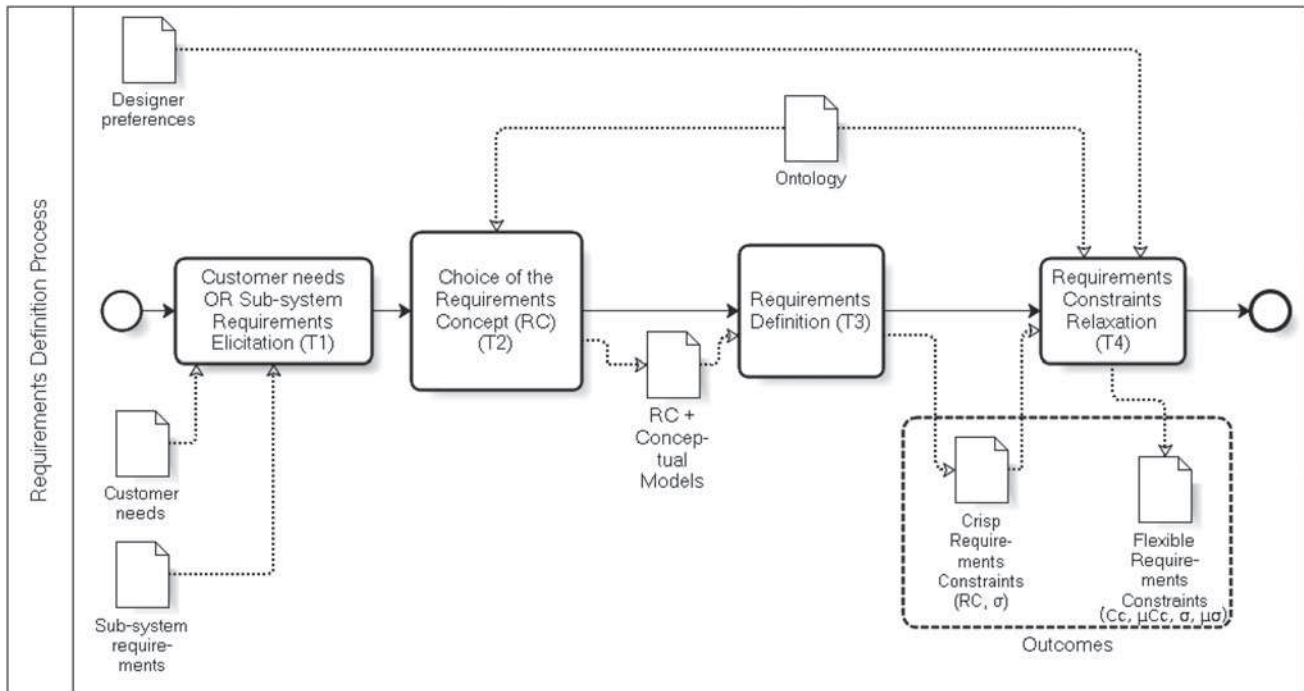 Requirements Definition Process
Designer
preferences
Ontology
Customer needs
OR Sub-system
Requirements
Elicitation (T1)
Choice of the
Requirements
Concept (RC)
(T2)
Requirements
Definition (T3)
Requirements
Constraints
Relaxation
(T4)
RC +
Concep-
tual
Models
Customer
needs
Sub-system
require-
ments
Crisp
Require-
ments
Constraints
(RC, σ)
Flexible
Require-
ments
Constraints
(Cc, μCc, σ, μσ)
Outcomes